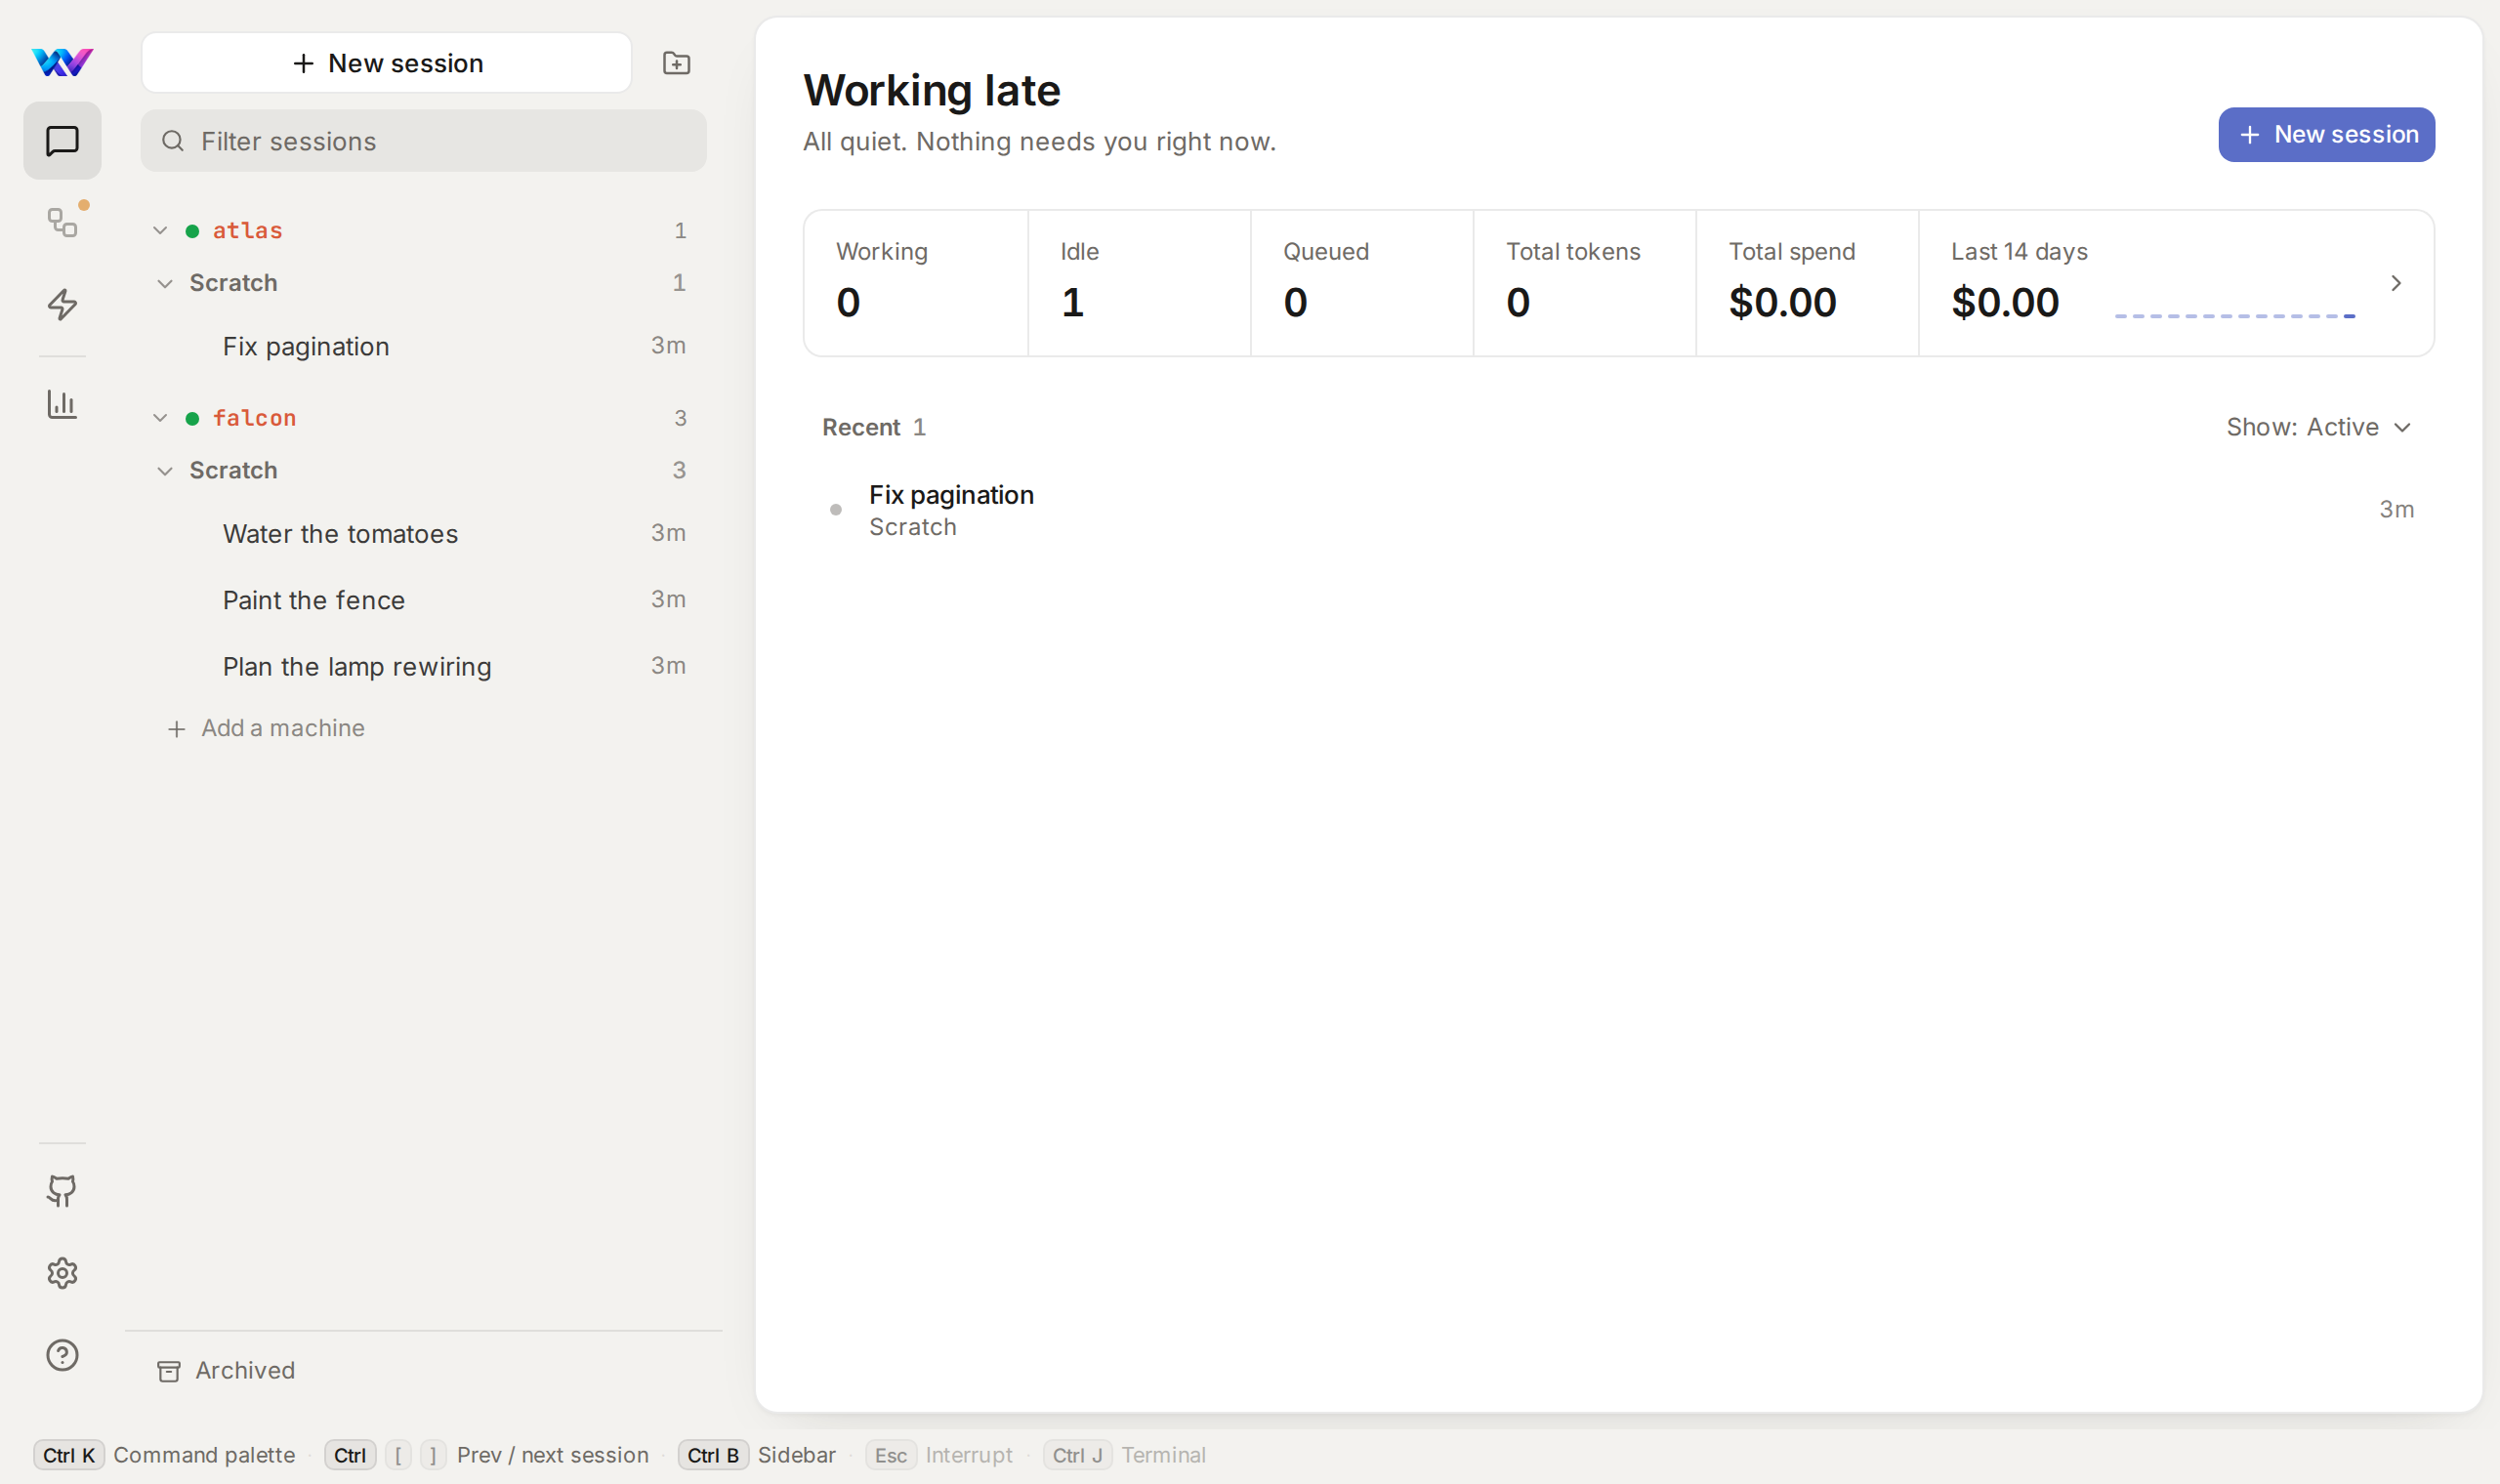 New session
Filter sessions
atlas 1
Scratch 1
Fix pagination 3m
falcon 3
Scratch 3
Water the tomatoes 3m
Paint the fence 3m
Plan the lamp rewiring 3m
Add a machine
Archived
Working late
All quiet. Nothing needs you right now.
New session
Working
0
Idle
1
Queued
0
Total tokens
0
Total spend
$0.00
Last 14 days
$0.00
Recent 1
Show: Active
Fix pagination
Scratch
3m
Ctrl K Command palette · Ctrl [ ] Prev / next session · Ctrl B Sidebar · Esc Interrupt · Ctrl J Terminal